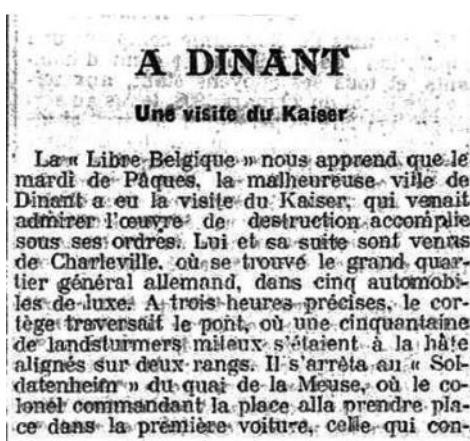 A DINANT
Une visite du Kaiser
La « Libre Belgique » nous apprend que le
mardi de Pâques, la malheureuse ville de
Dinant a eu la visite du Kaiser, qui venait
admirer l'œuvre de destruction accomplie
sous ses ordres. Lui et sa suite sont venus
de Charleville, où se trouve le grand quar-
tier général allemand, dans cinq automobi-
les de luxe. A trois heures précises, le cor-
tège traversait le pont, où une cinquantaine
de landsturmers miteux s'étaient à la hâte
alignés sur deux rangs. Il s'arrêta au « Sol-
datenheim » du quai de la Meuse, où le co-
lonel commandant la place alla prendre pla-
ce dans la première voiture, celle qui con-